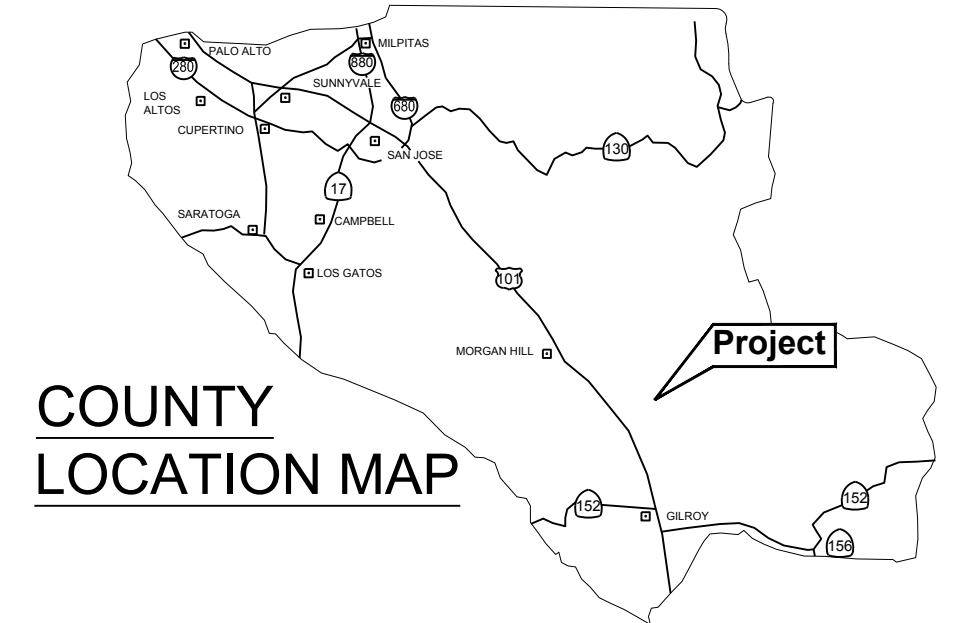 MILPITAS
PALO ALTO
280
880
SUNNYVALE
LOS
ALTOS
680
CUPERTINO
130
SAN JOSE
17
SARATOGA
CAMPBELL
LOS GATOS
101
Project
MORGAN HILL
COUNTY
LOCATION MAP
152
152
GILROY
156